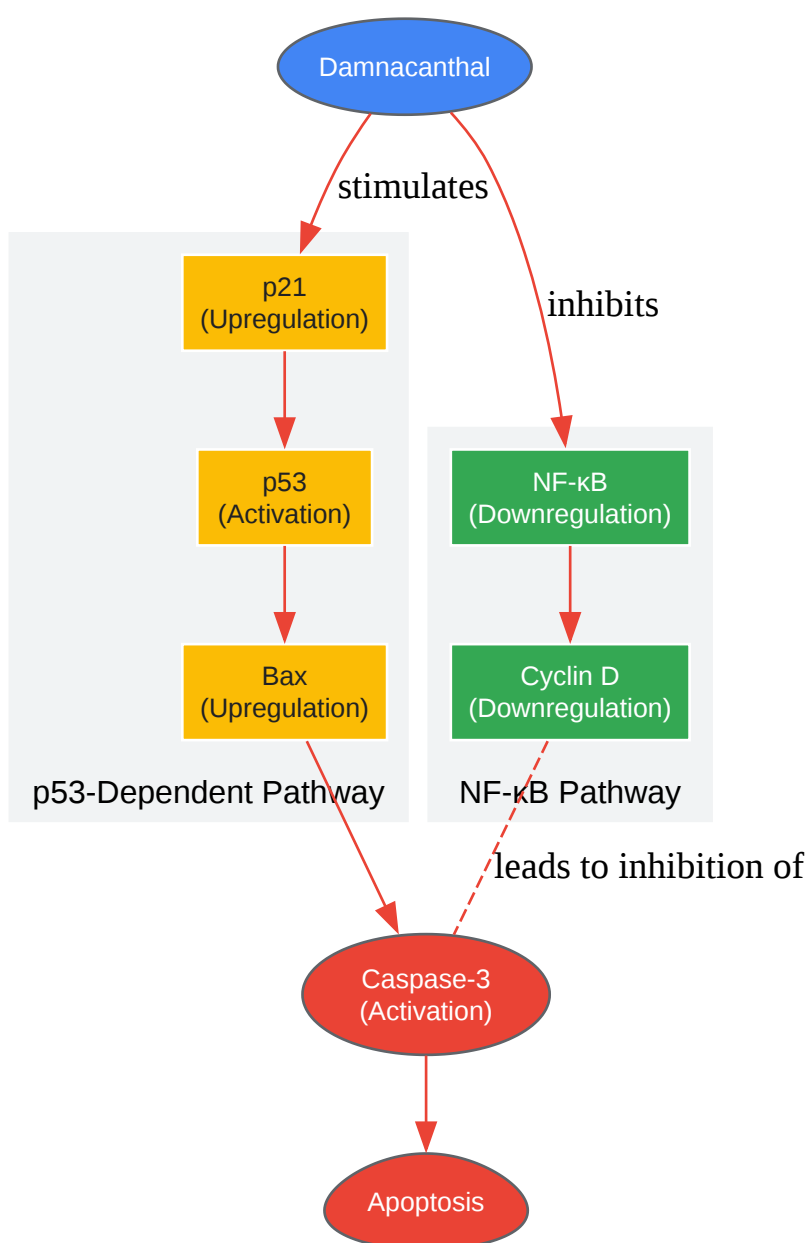 Damnacanthal
stimulates
inhibits
p21
(Upregulation)
p53
(Activation)
NF-κB
(Downregulation)
Bax
(Upregulation)
Cyclin D
(Downregulation)
p53-Dependent Pathway
NF-κB Pathway
leads to inhibition of
Caspase-3
(Activation)
Apoptosis